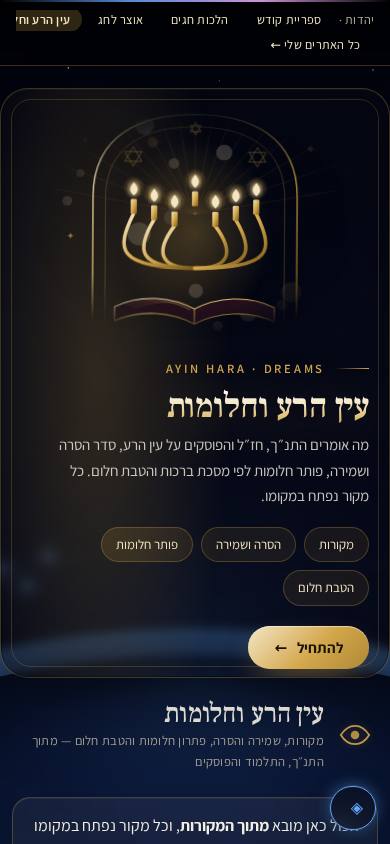 יהדות · ספריית קודש הלכות חגים אוצר לחג עין הרע וחל
כל האתרים שלי ←
AYIN HARA · DREAMS
עין הרע וחלומות
מה אומרים התנ״ך, חז״ל והפוסקים על עין הרע, סדר הסרה
ושמירה, פותר חלומות לפי מסכת ברכות והטבת חלום. כל
מקור נפתח במקומו.
מקורות הסרה ושמירה פותר חלומות
הטבת חלום
להתחיל ←
עין הרע וחלומות
מקורות, שמירה והסרה, פתרון חלומות והטבת חלום — מתוך
התנ״ך, התלמוד והפוסקים
כאן מובא מתוך המקורות, וכל מקור נפתח במקומו